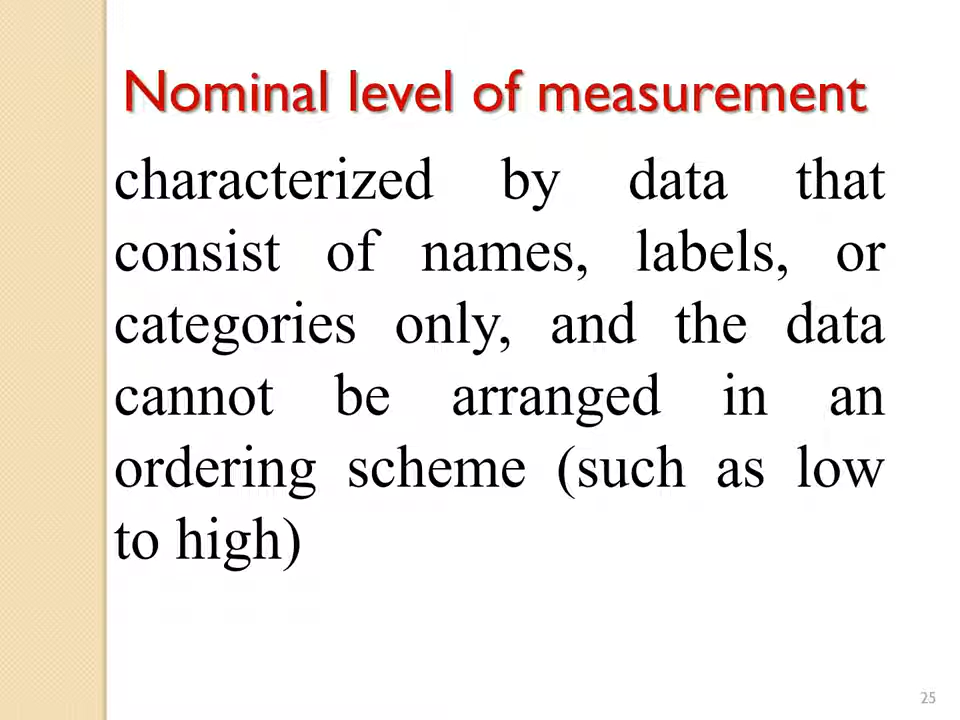 Nominal level of measurement
characterized by data that
consist of names, labels, or
categories only, and the data
cannot be arranged in an
ordering scheme (such as low
to high)
25